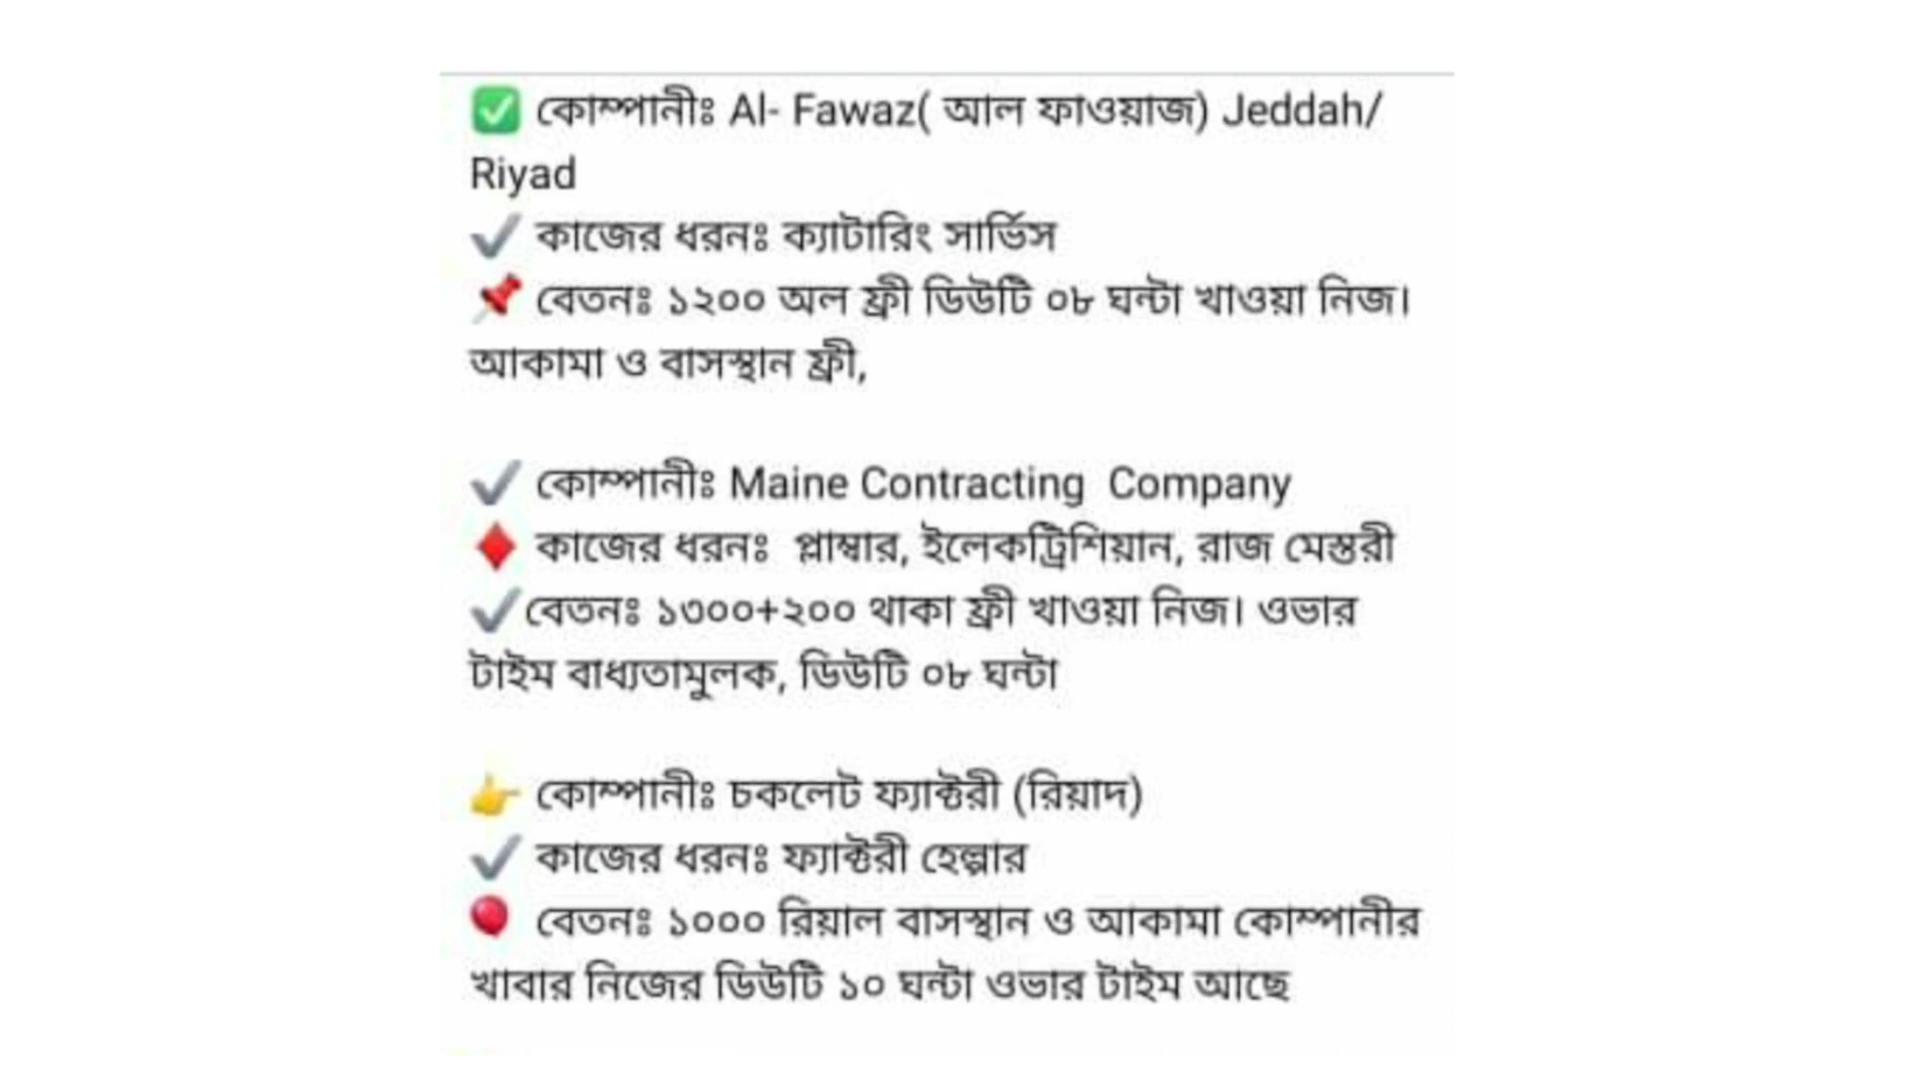 ✅ কোম্পানীঃ Al- Fawaz( আল ফাওয়াজ) Jeddah/
Riyad
✔️ কাজের ধরনঃ ক্যাটারিং সার্ভিস
📌 বেতনঃ ১২০০ অল ফ্রী ডিউটি ০৮ ঘন্টা খাওয়া নিজ।
আকামা ও বাসস্থান ফ্রী,
✔️ কোম্পানীঃ Maine Contracting  Company
♦️ কাজের ধরনঃ  প্লাম্বার, ইলেকট্রিশিয়ান, রাজ মেস্তরী
✔️বেতনঃ ১৩০০+২০০ থাকা ফ্রী খাওয়া নিজ। ওভার
টাইম বাধ্যতামুলক, ডিউটি ০৮ ঘন্টা
👉 কোম্পানীঃ চকলেট ফ্যাক্টরী (রিয়াদ)
✔️ কাজের ধরনঃ ফ্যাক্টরী হেল্পার
🎈 বেতনঃ ১০০০ রিয়াল বাসস্থান ও আকামা কোম্পানীর
খাবার নিজের ডিউটি ১০ ঘন্টা ওভার টাইম আছে